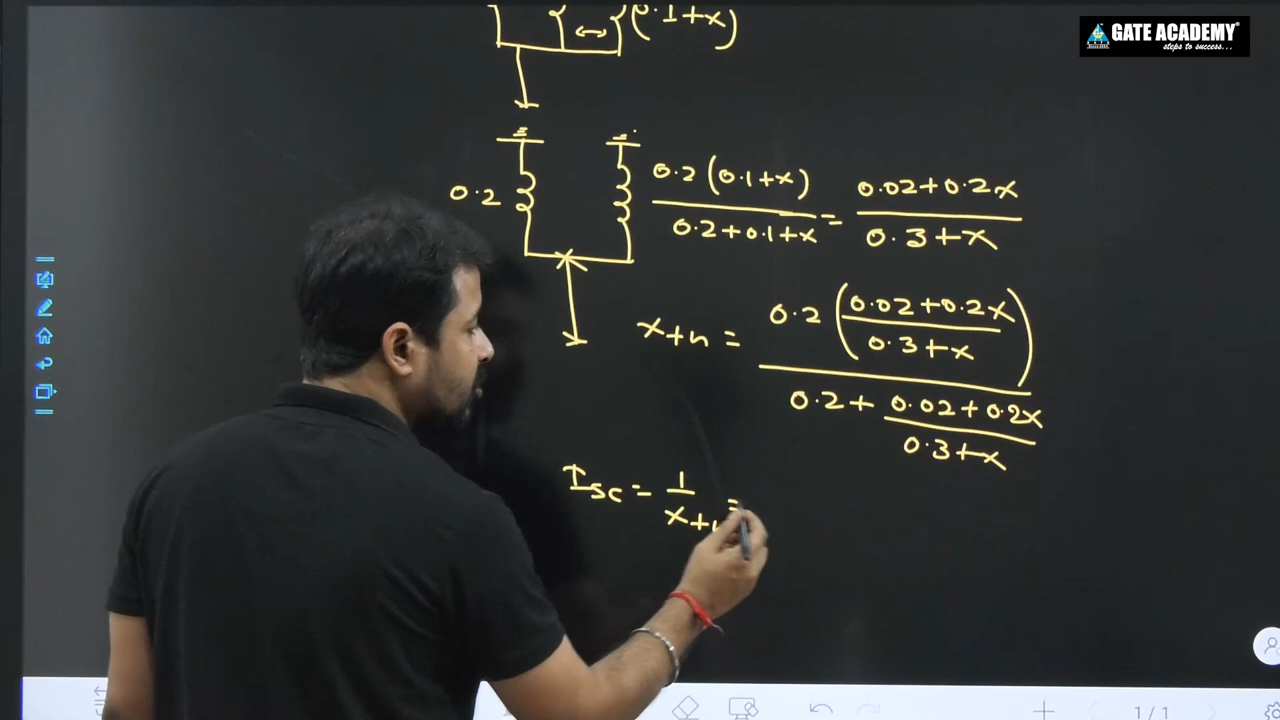 GATE ACADEMY®
steps to success...
(0.1+x)
0.2
0.2 (0.1+x) / 0.2+0.1+x = 0.02+0.2x / 0.3+x
x+n = 0.2 (0.02+0.2x / 0.3+x) / 0.2+ 0.02+0.2x / 0.3+x
Isc = 1 / x+ =
1/1